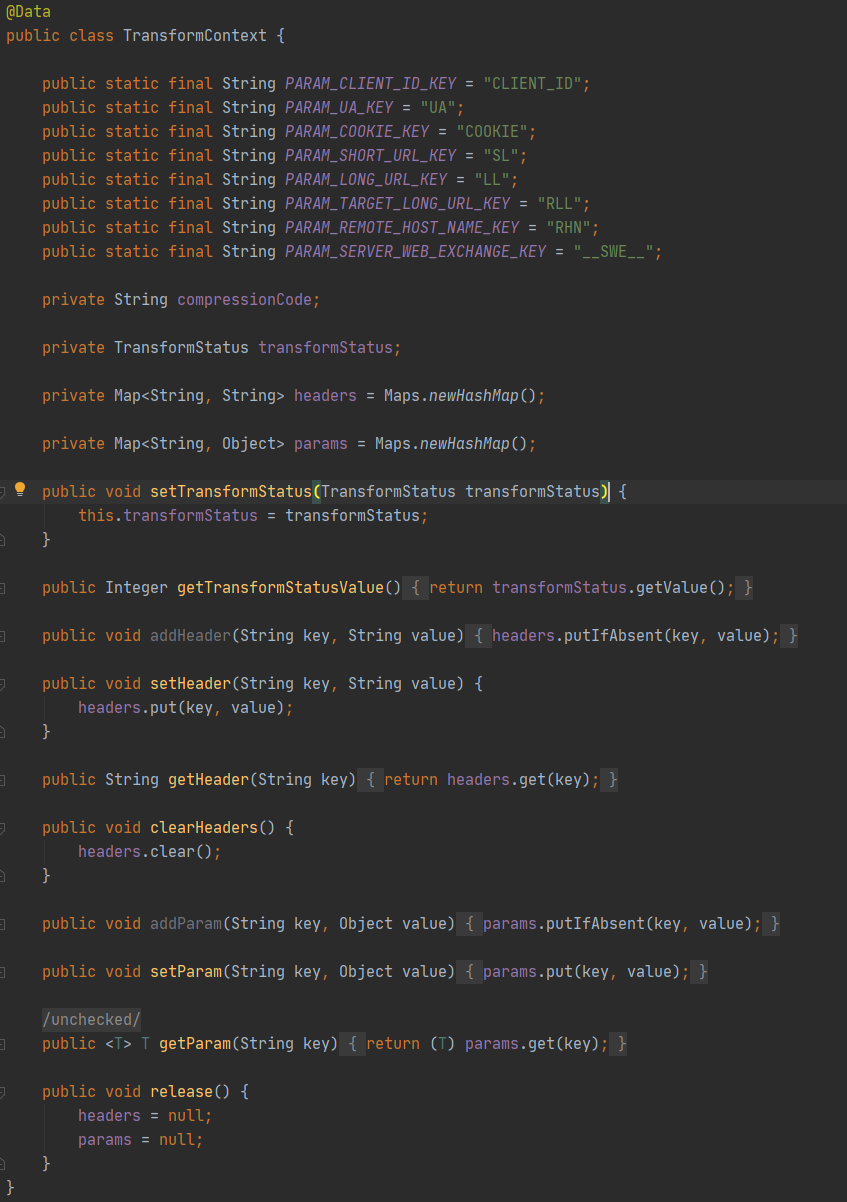 @Data
public class TransformContext {
public static final String PARAM_CLIENT_ID_KEY = "CLIENT_ID";
public static final String PARAM_UA_KEY = "UA";
public static final String PARAM_COOKIE_KEY = "COOKIE";
public static final String PARAM_SHORT_URL_KEY = "SL";
public static final String PARAM_LONG_URL_KEY = "LL";
public static final String PARAM_TARGET_LONG_URL_KEY = "RLL";
public static final String PARAM_REMOTE_HOST_NAME_KEY = "RHN";
public static final String PARAM_SERVER_WEB_EXCHANGE_KEY = "__SWE__";
private String compressionCode;
private TransformStatus transformStatus;
private Map<String, String> headers = Maps.newHashMap();
private Map<String, Object> params = Maps.newHashMap();
public void setTransformStatus(TransformStatus transformStatus) {
this.transformStatus = transformStatus;
}
public Integer getTransformStatusValue() { return transformStatus.getValue(); }
public void addHeader(String key, String value) { headers.putIfAbsent(key, value); }
public void setHeader(String key, String value) {
headers.put(key, value);
}
public String getHeader(String key) { return headers.get(key); }
public void clearHeaders() {
headers.clear();
}
public void addParam(String key, Object value) { params.putIfAbsent(key, value); }
public void setParam(String key, Object value) { params.put(key, value); }
/unchecked/
public <T> T getParam(String key) { return (T) params.get(key); }
public void release() {
headers = null;
params = null;
}
}